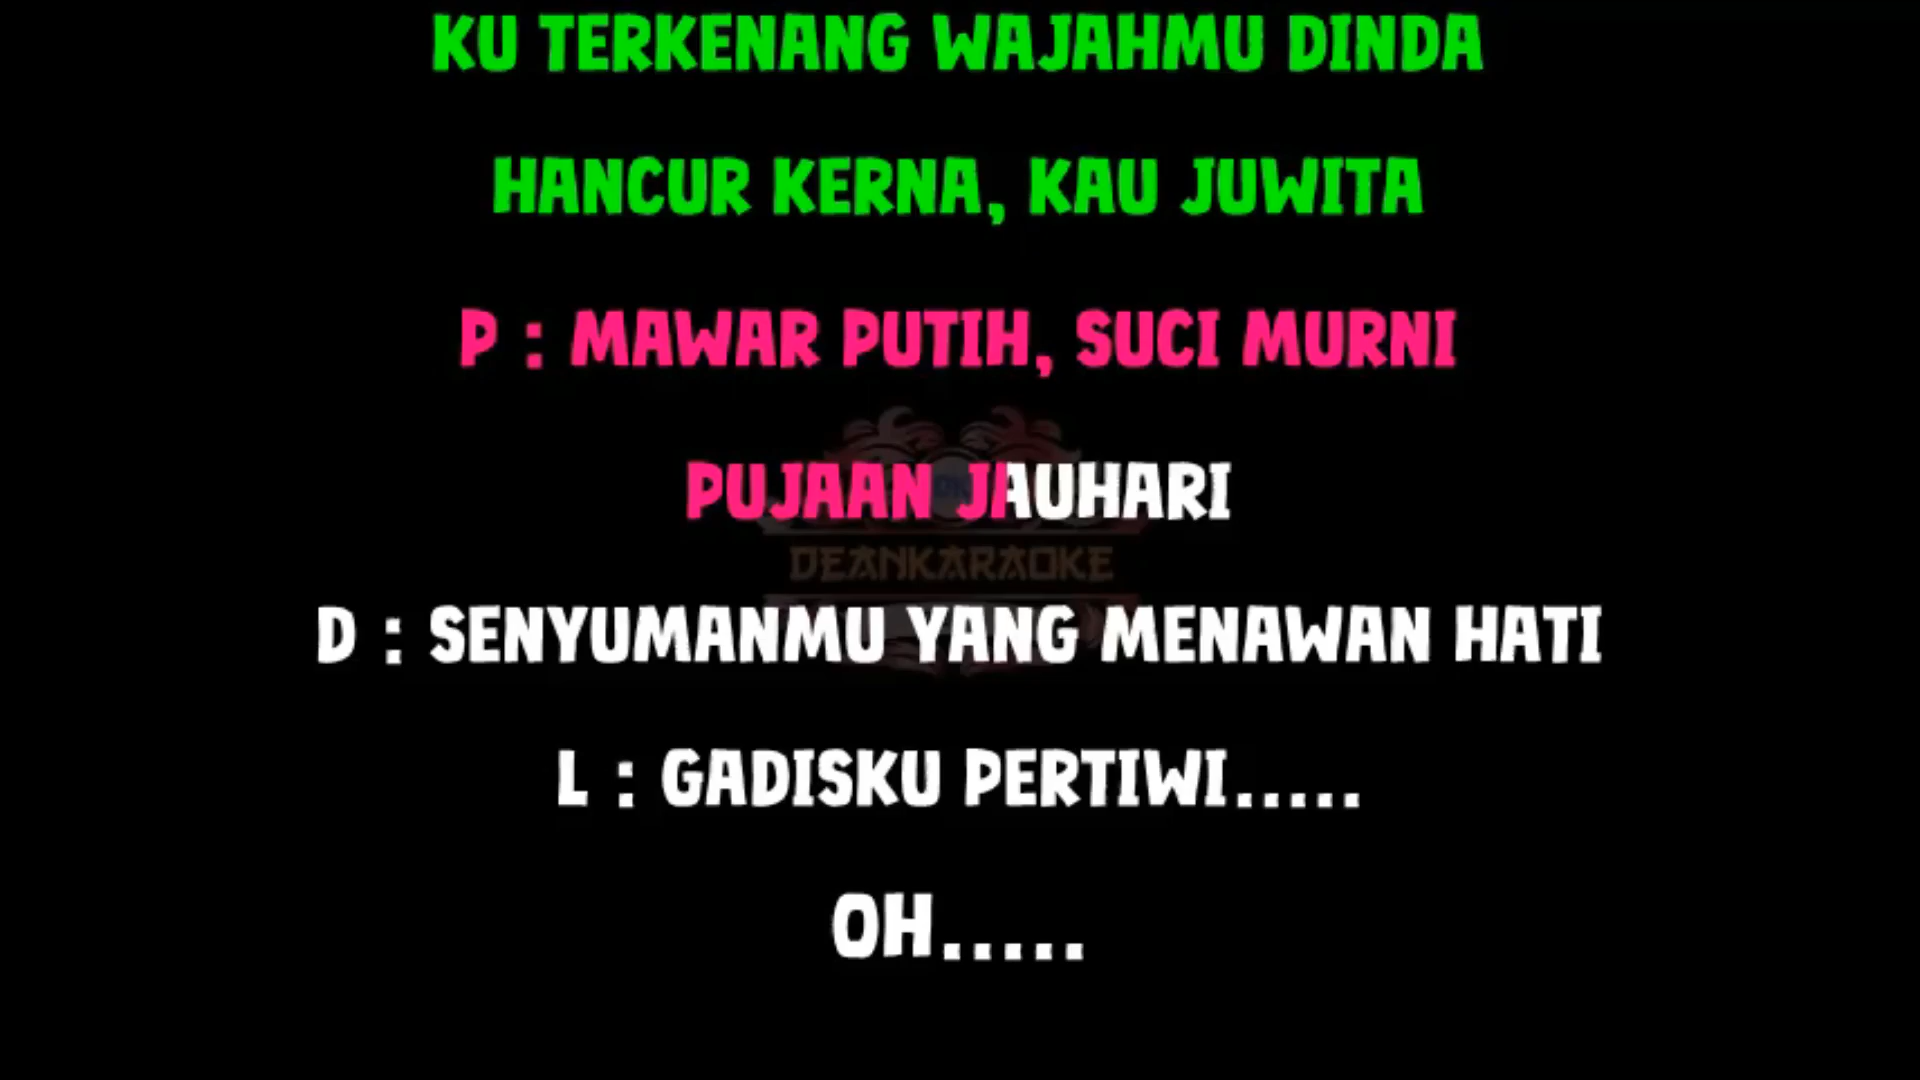 KU TERKENANG WAJAHMU DINDA
HANCUR KERNA, KAU JUWITA
P : MAWAR PUTIH, SUCI MURNI
PUJAAN JAUHARI
DEANKARAOKE
D : SENYUMANMU YANG MENAWAN HATI
L : GADISKU PERTIWI.....
OH.....